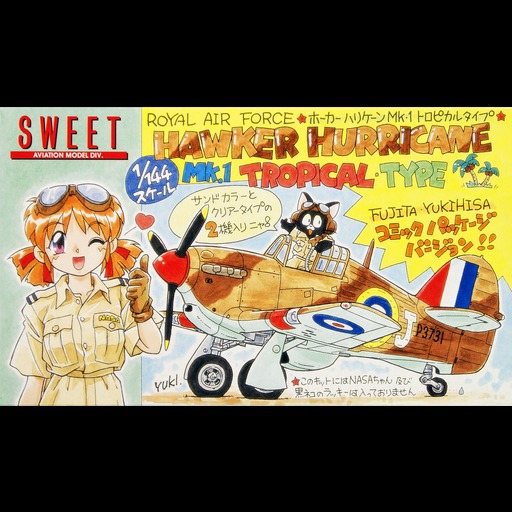 SWEET
AVIATION MODEL DIV.
ROYAL AIR FORCE★ホーカーハリケーンMk.1トロピカルタイプ★
HAWKER HURRICANE
1/144
スケール
MK.1 TROPICAL・TYPE
サンドカラーと
クリアータイプの
2機入りニャ
FUJITA YUKIHISA
コミックパッケージ
バージョン!!
NASA
J
P3731
YUKI.
★このキットにはNASAちゃん及び
黒ネコのラッキーは入っておりません